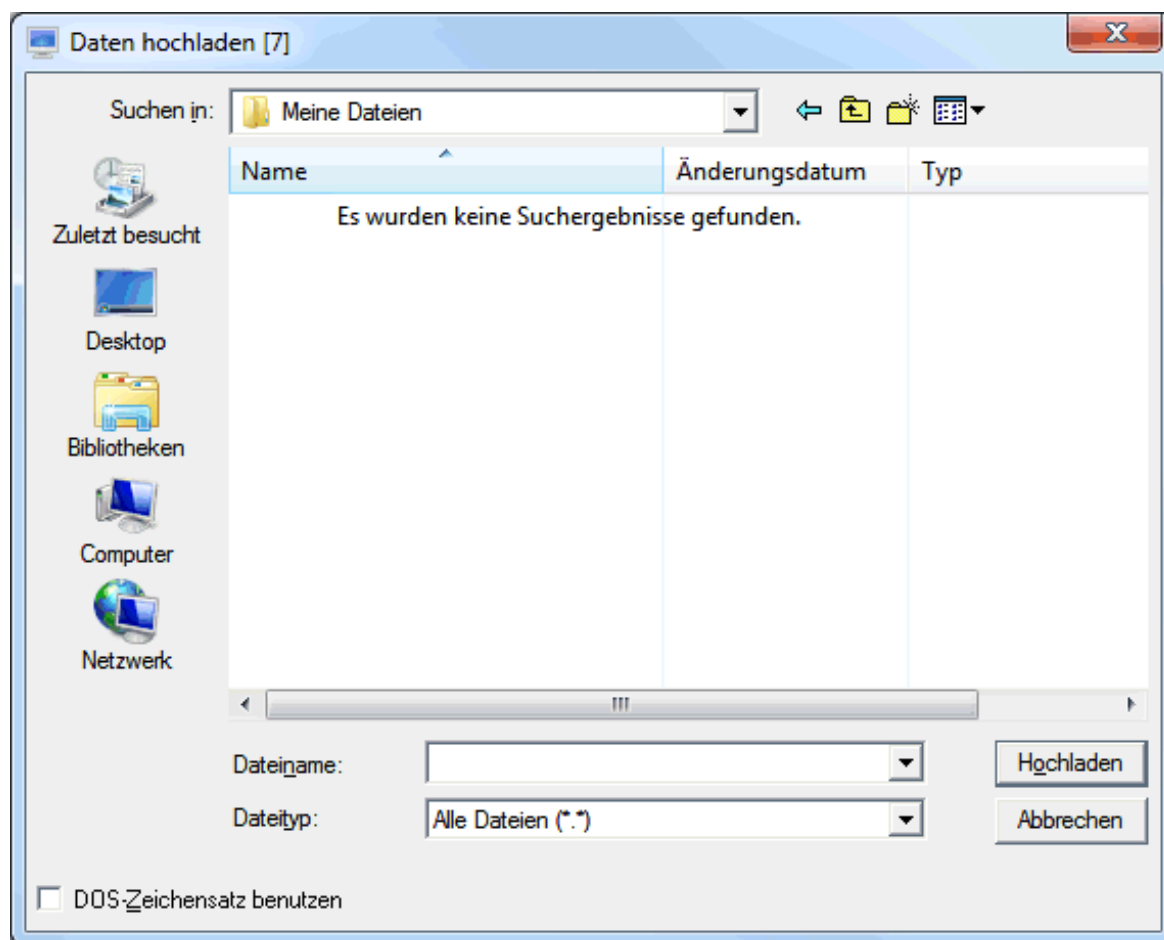 Daten hochladen [7]
Suchen in: Meine Dateien
Name Änderungsdatum Typ
Es wurden keine Suchergebnisse gefunden.
Zuletzt besucht
Desktop
Bibliotheken
Computer
Netzwerk
Dateiname: Hochladen
Dateityp: Alle Dateien (*.*) Abbrechen
DOS-Zeichensatz benutzen